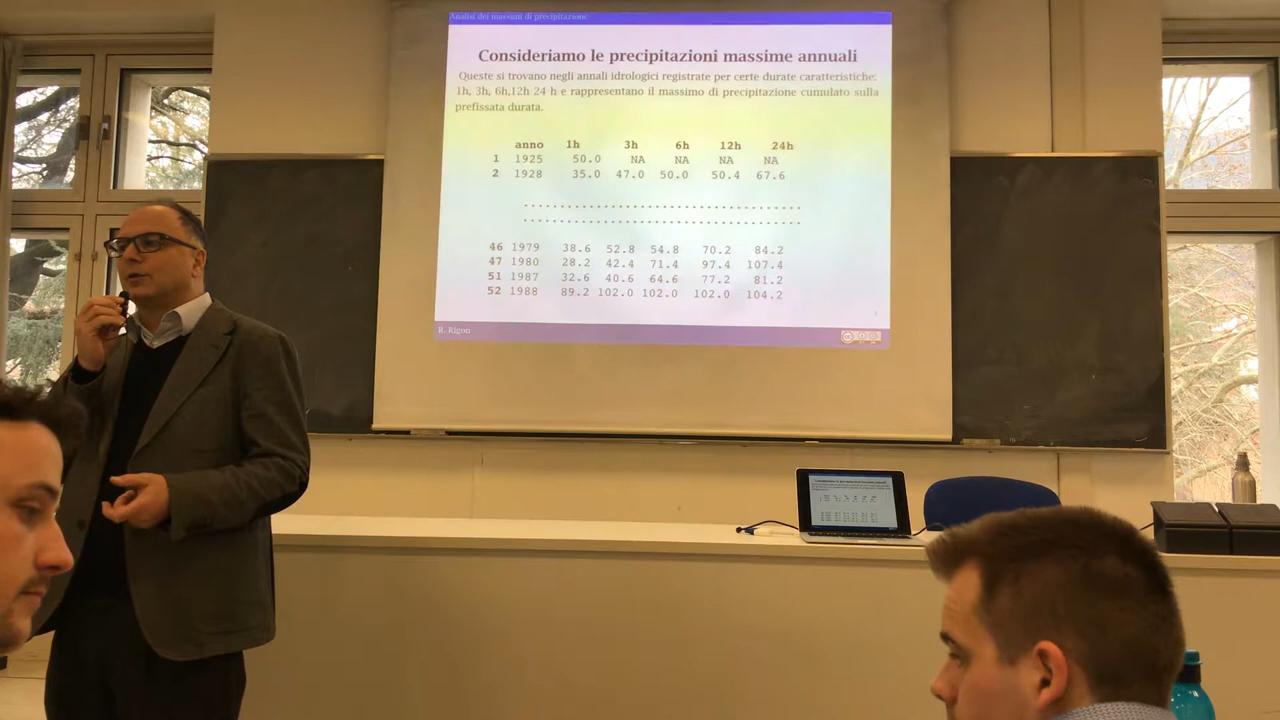 Analisi dei massimi di precipitazione
Consideriamo le precipitazioni massime annuali
Queste si trovano negli annali idrologici registrate per certe durate caratteristiche:
1h, 3h, 6h,12h 24 h e rappresentano il massimo di precipitazione cumulato sulla
prefissata durata.
anno 1h 3h 6h 12h 24h
1 1925 50.0 NA NA NA NA
2 1928 35.0 47.0 50.0 50.4 67.6
46 1979 38.6 52.8 54.8 70.2 84.2
47 1980 28.2 42.4 71.4 97.4 107.4
51 1987 32.6 40.6 64.6 77.2 81.2
52 1988 89.2 102.0 102.0 102.0 104.2
R. Rigon